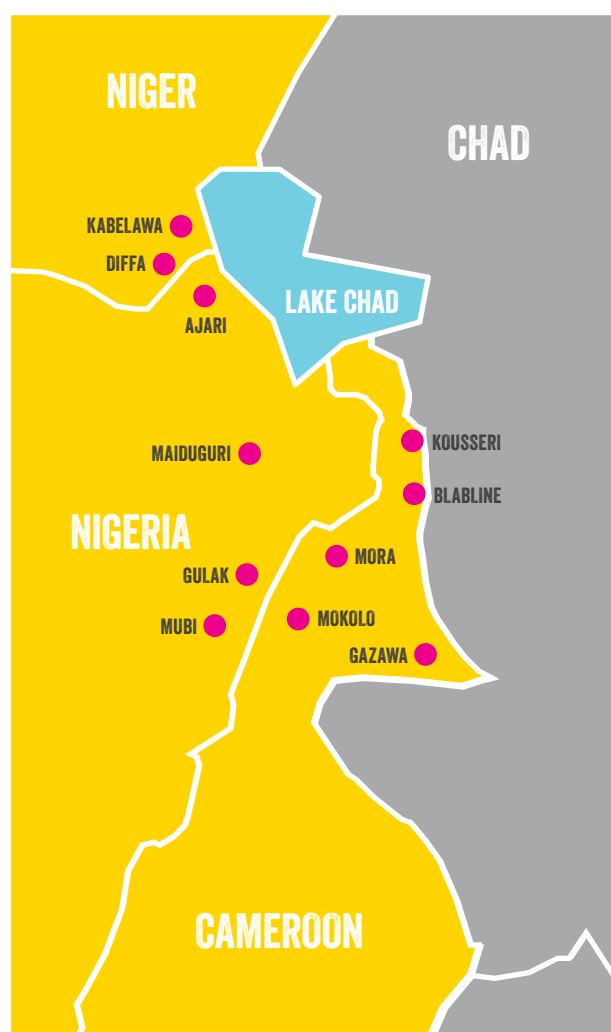 NIGER
CHAD
KABELAWA
DIFFA
LAKE CHAD
AJARI
KOUSSERI
MAIDUGURI
BLABLINE
NIGERIA
MORA
GULAK
MOKOLO
MUBI
GAZAWA
CAMEROON